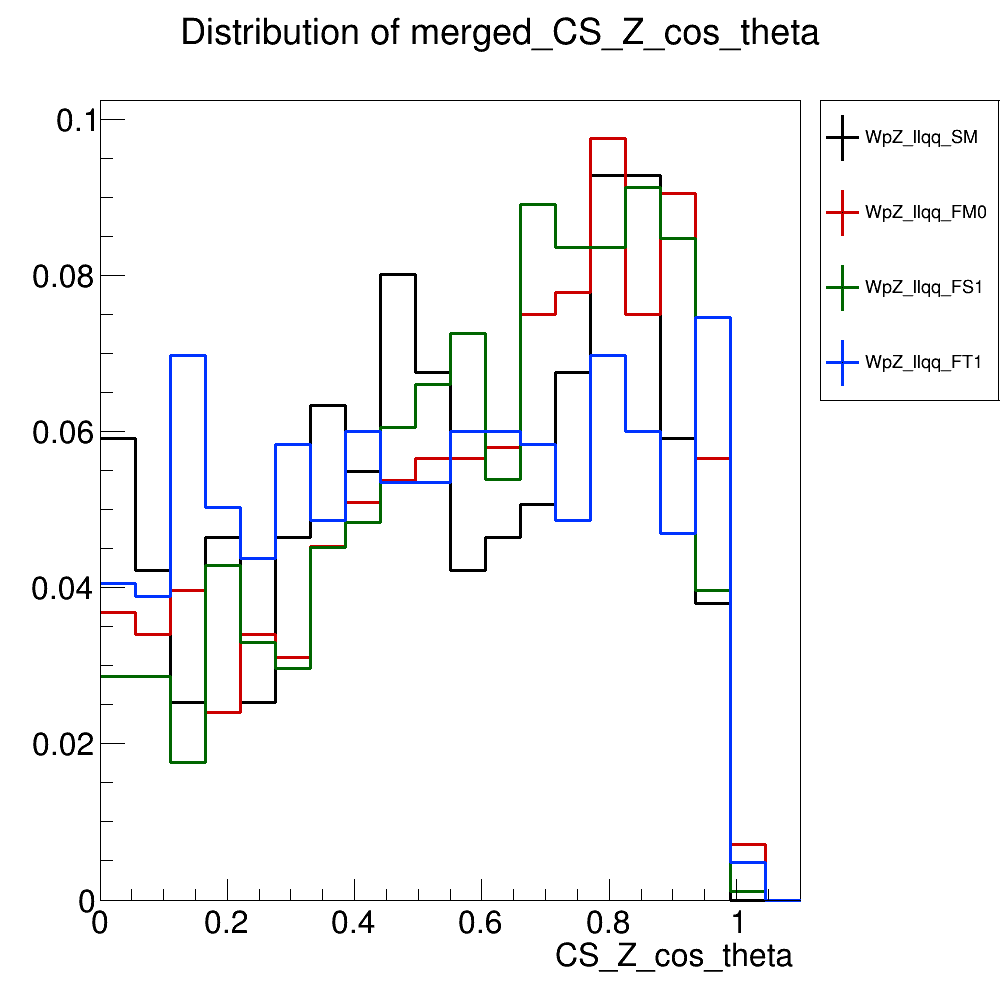 Distribution of merged_CS_Z_cos_theta
0.1
0.08
0.06
0.04
0.02
0
0 0.2 0.4 0.6 0.8 1
CS_Z_cos_theta
WpZ_llqq_SM
WpZ_llqq_FM0
WpZ_llqq_FS1
WpZ_llqq_FT1